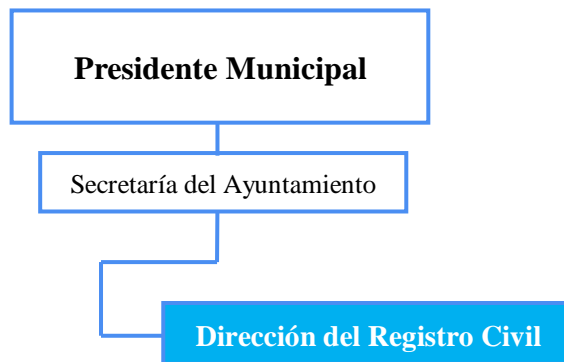 Presidente Municipal
Secretaría del Ayuntamiento
Dirección del Registro Civil